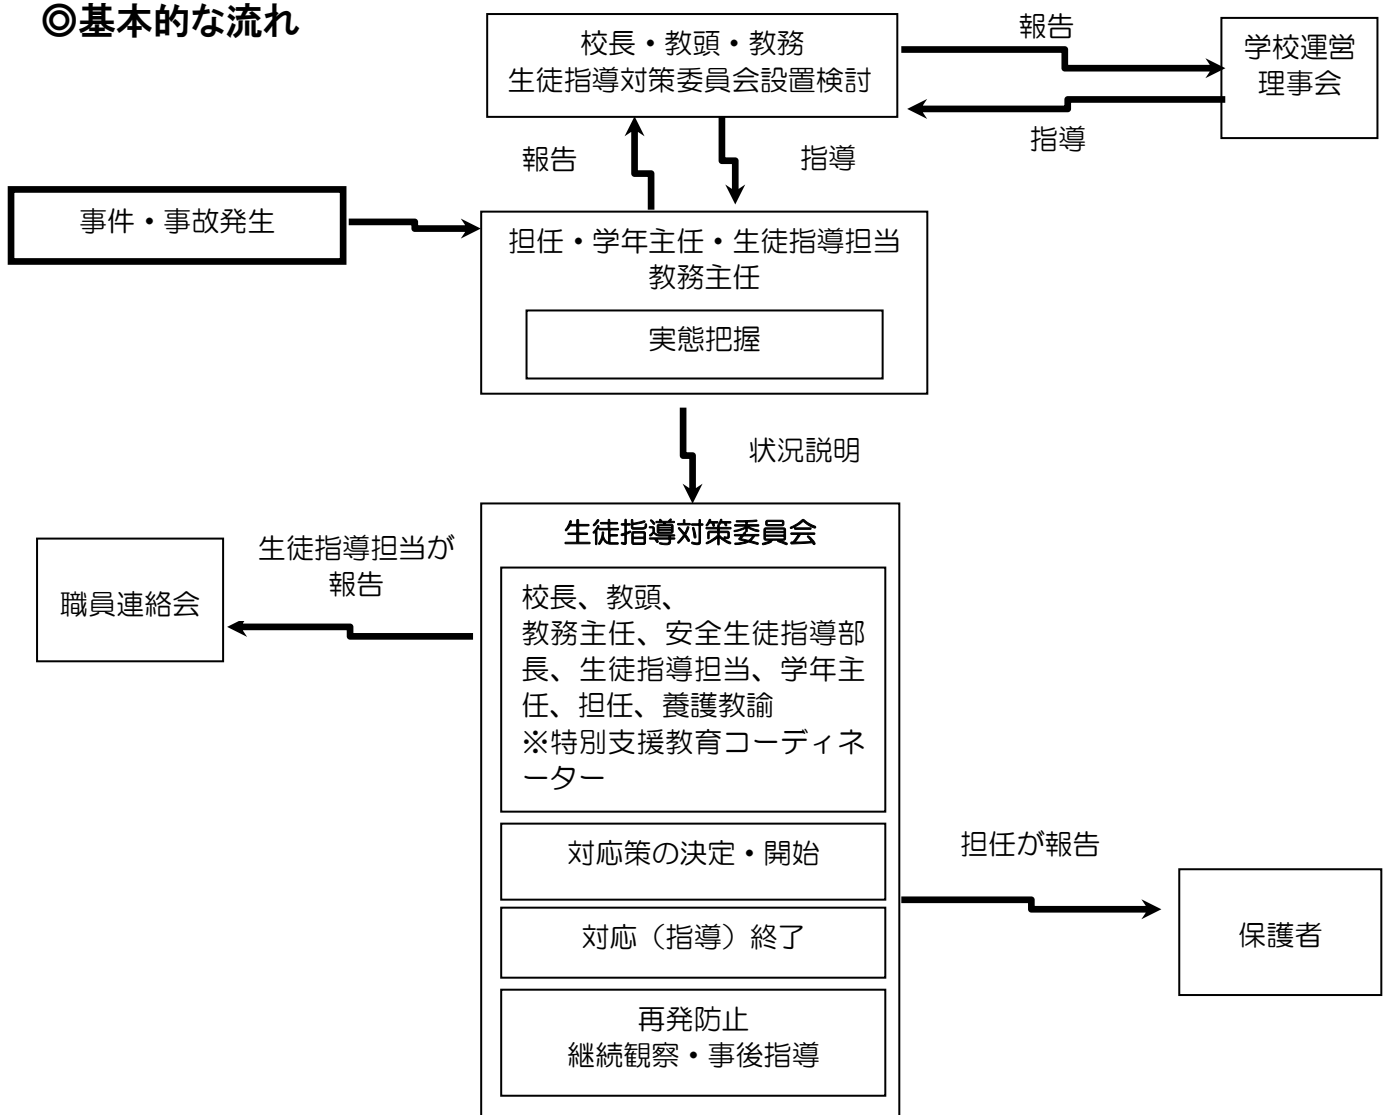 ◎基本的な流れ
校長・教頭・教務
生徒指導対策委員会設置検討
報告
学校運営
理事会
指導
報告
指導
事件・事故発生
担任・学年主任・生徒指導担当
教務主任
実態把握
状況説明
生徒指導対策委員会
生徒指導担当が
報告
職員連絡会
校長、教頭、
教務主任、安全生徒指導部
長、生徒指導担当、学年主
任、担任、養護教諭
※特別支援教育コーディネ
ーター
対応策の決定・開始
担任が報告
対応（指導）終了
保護者
再発防止
継続観察・事後指導